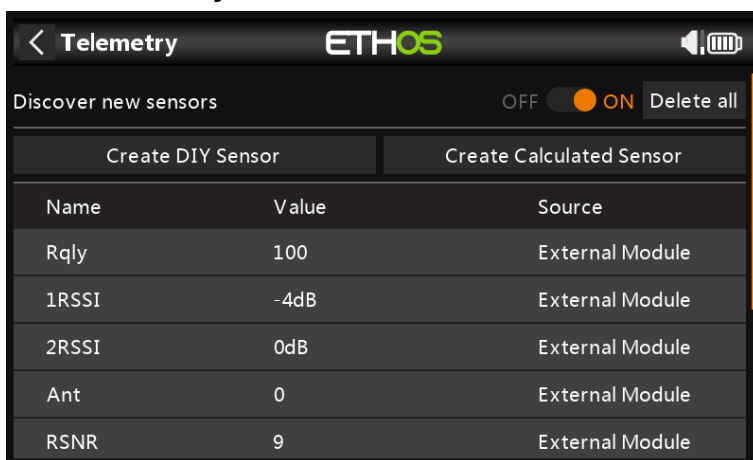 Telemetry ETHOS
Discover new sensors OFF ON Delete all
Create DIY Sensor Create Calculated Sensor
Name Value Source
Rqly 100 External Module
1RSSI -4dB External Module
2RSSI 0dB External Module
Ant 0 External Module
RSNR 9 External Module